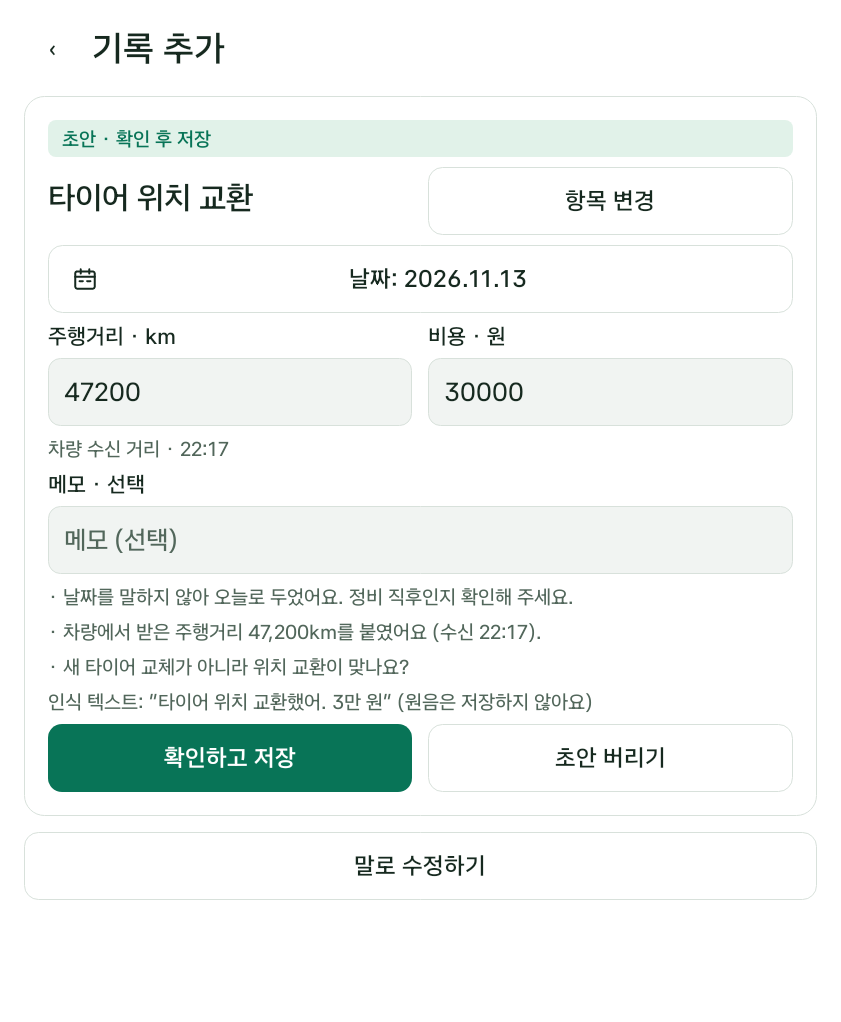 ‹ 기록 추가
초안 · 확인 후 저장
타이어 위치 교환
항목 변경
날짜: 2026.11.13
주행거리 · km
비용 · 원
47200
30000
차량 수신 거리 · 22:17
메모 · 선택
메모 (선택)
· 날짜를 말하지 않아 오늘로 두었어요. 정비 직후인지 확인해 주세요.
· 차량에서 받은 주행거리 47,200km를 붙였어요 (수신 22:17).
· 새 타이어 교체가 아니라 위치 교환이 맞나요?
인식 텍스트: “타이어 위치 교환했어. 3만 원” (원음은 저장하지 않아요)
확인하고 저장
초안 버리기
말로 수정하기